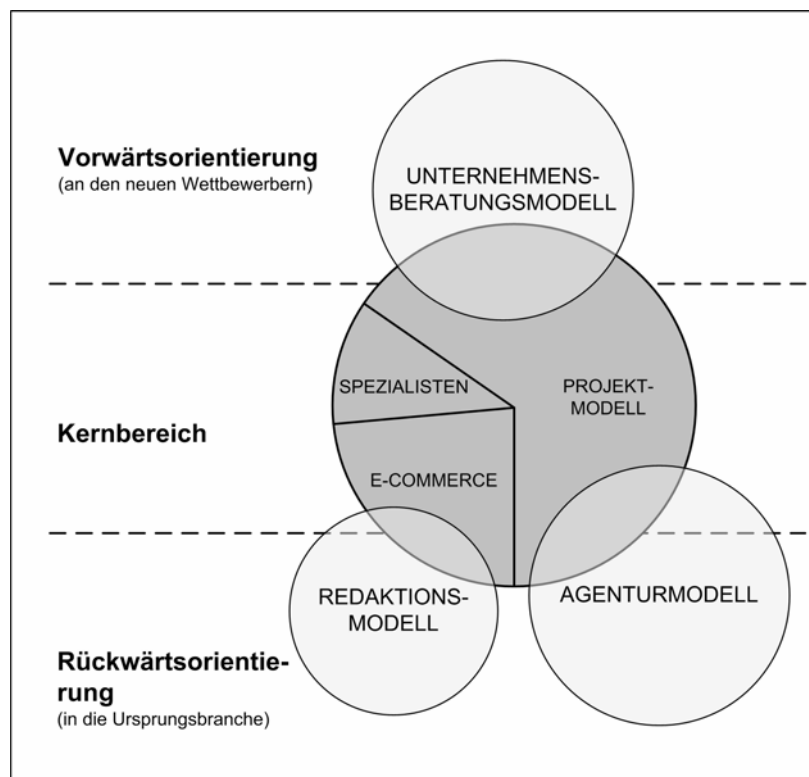 Vorwärtsorientierung
(an den neuen Wettbewerbern)
UNTERNEHMENS-
BERATUNGSMODELL
SPEZIALISTEN
PROJEKT-
MODELL
Kernbereich
E-COMMERCE
REDAKTIONS-
MODELL
AGENTURMODELL
Rückwärtsorientie-
rung
(in die Ursprungsbranche)